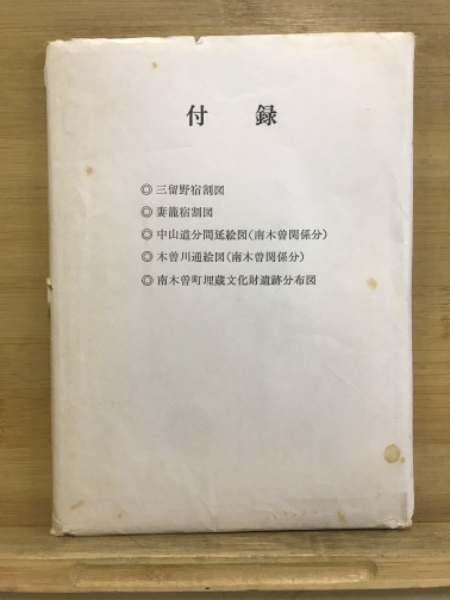 付録
◎三留野宿割図
◎妻籠宿割図
◎中山道分間延絵図(南木曽関係分)
◎木曽川通絵図(南木曽関係分)
◎南木曽町埋蔵文化財遺跡分布図